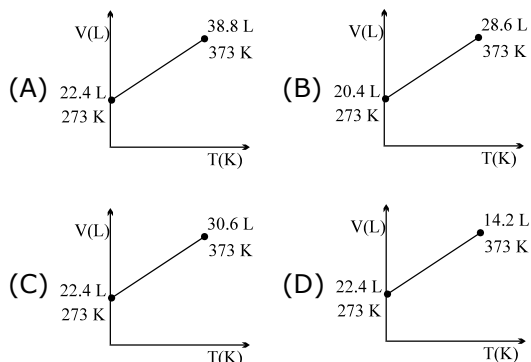 (A)
V(L)
38.8 L
373 K
22.4 L
273 K
T(K)
(B)
V(L)
28.6 L
373 K
20.4 L
273 K
T(K)
(C)
V(L)
30.6 L
373 K
22.4 L
273 K
T(K)
(D)
V(L)
14.2 L
373 K
22.4 L
273 K
T(K)